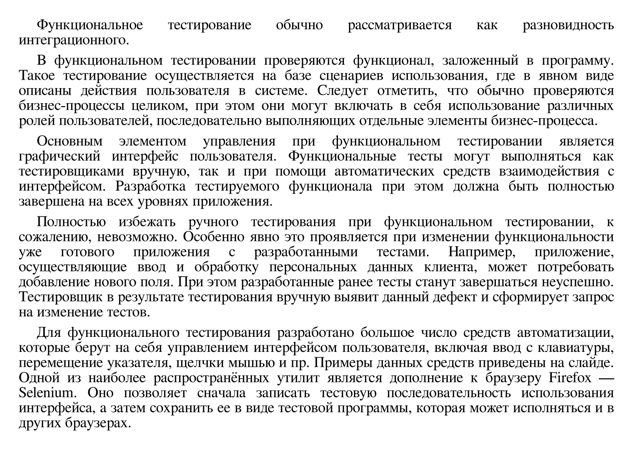 Функциональное тестирование обычно рассматривается как разновидность
интеграционного.
В функциональном тестировании проверяются функционал, заложенный в программу.
Такое тестирование осуществляется на базе сценариев использования, где в явном виде
описаны действия пользователя в системе. Следует отметить, что обычно проверяются
бизнес-процессы целиком, при этом они могут включать в себя использование различных
ролей пользователей, последовательно выполняющих отдельные элементы бизнес-процесса.
Основным элементом управления при функциональном тестировании является
графический интерфейс пользователя. Функциональные тесты могут выполняться как
тестировщиками вручную, так и при помощи автоматических средств взаимодействия с
интерфейсом. Разработка тестируемого функционала при этом должна быть полностью
завершена на всех уровнях приложения.
Полностью избежать ручного тестирования при функциональном тестировании, к
сожалению, невозможно. Особенно явно это проявляется при изменении функциональности
уже готового приложения с разработанными тестами. Например, приложение,
осуществляющие ввод и обработку персональных данных клиента, может потребовать
добавление нового поля. При этом разработанные ранее тесты станут завершаться неуспешно.
Тестировщик в результате тестирования вручную выявит данный дефект и сформирует запрос
на изменение тестов.
Для функционального тестирования разработано большое число средств автоматизации,
которые берут на себя управлением интерфейсом пользователя, включая ввод с клавиатуры,
перемещение указателя, щелчки мышью и пр. Примеры данных средств приведены на слайде.
Одной из наиболее распространённых утилит является дополнение к браузеру Firefox —
Selenium. Оно позволяет сначала записать тестовую последовательность использования
интерфейса, а затем сохранить ее в виде тестовой программы, которая может исполняться и в
других браузерах.